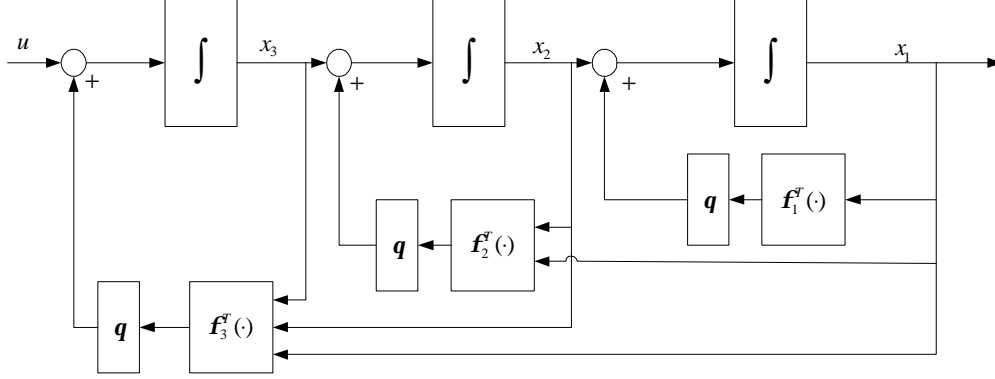 u
+
∫
x₃
+
∫
x₂
+
∫
x₁
q
f₁ᵀ(·)
q
f₂ᵀ(·)
q
f₃ᵀ(·)